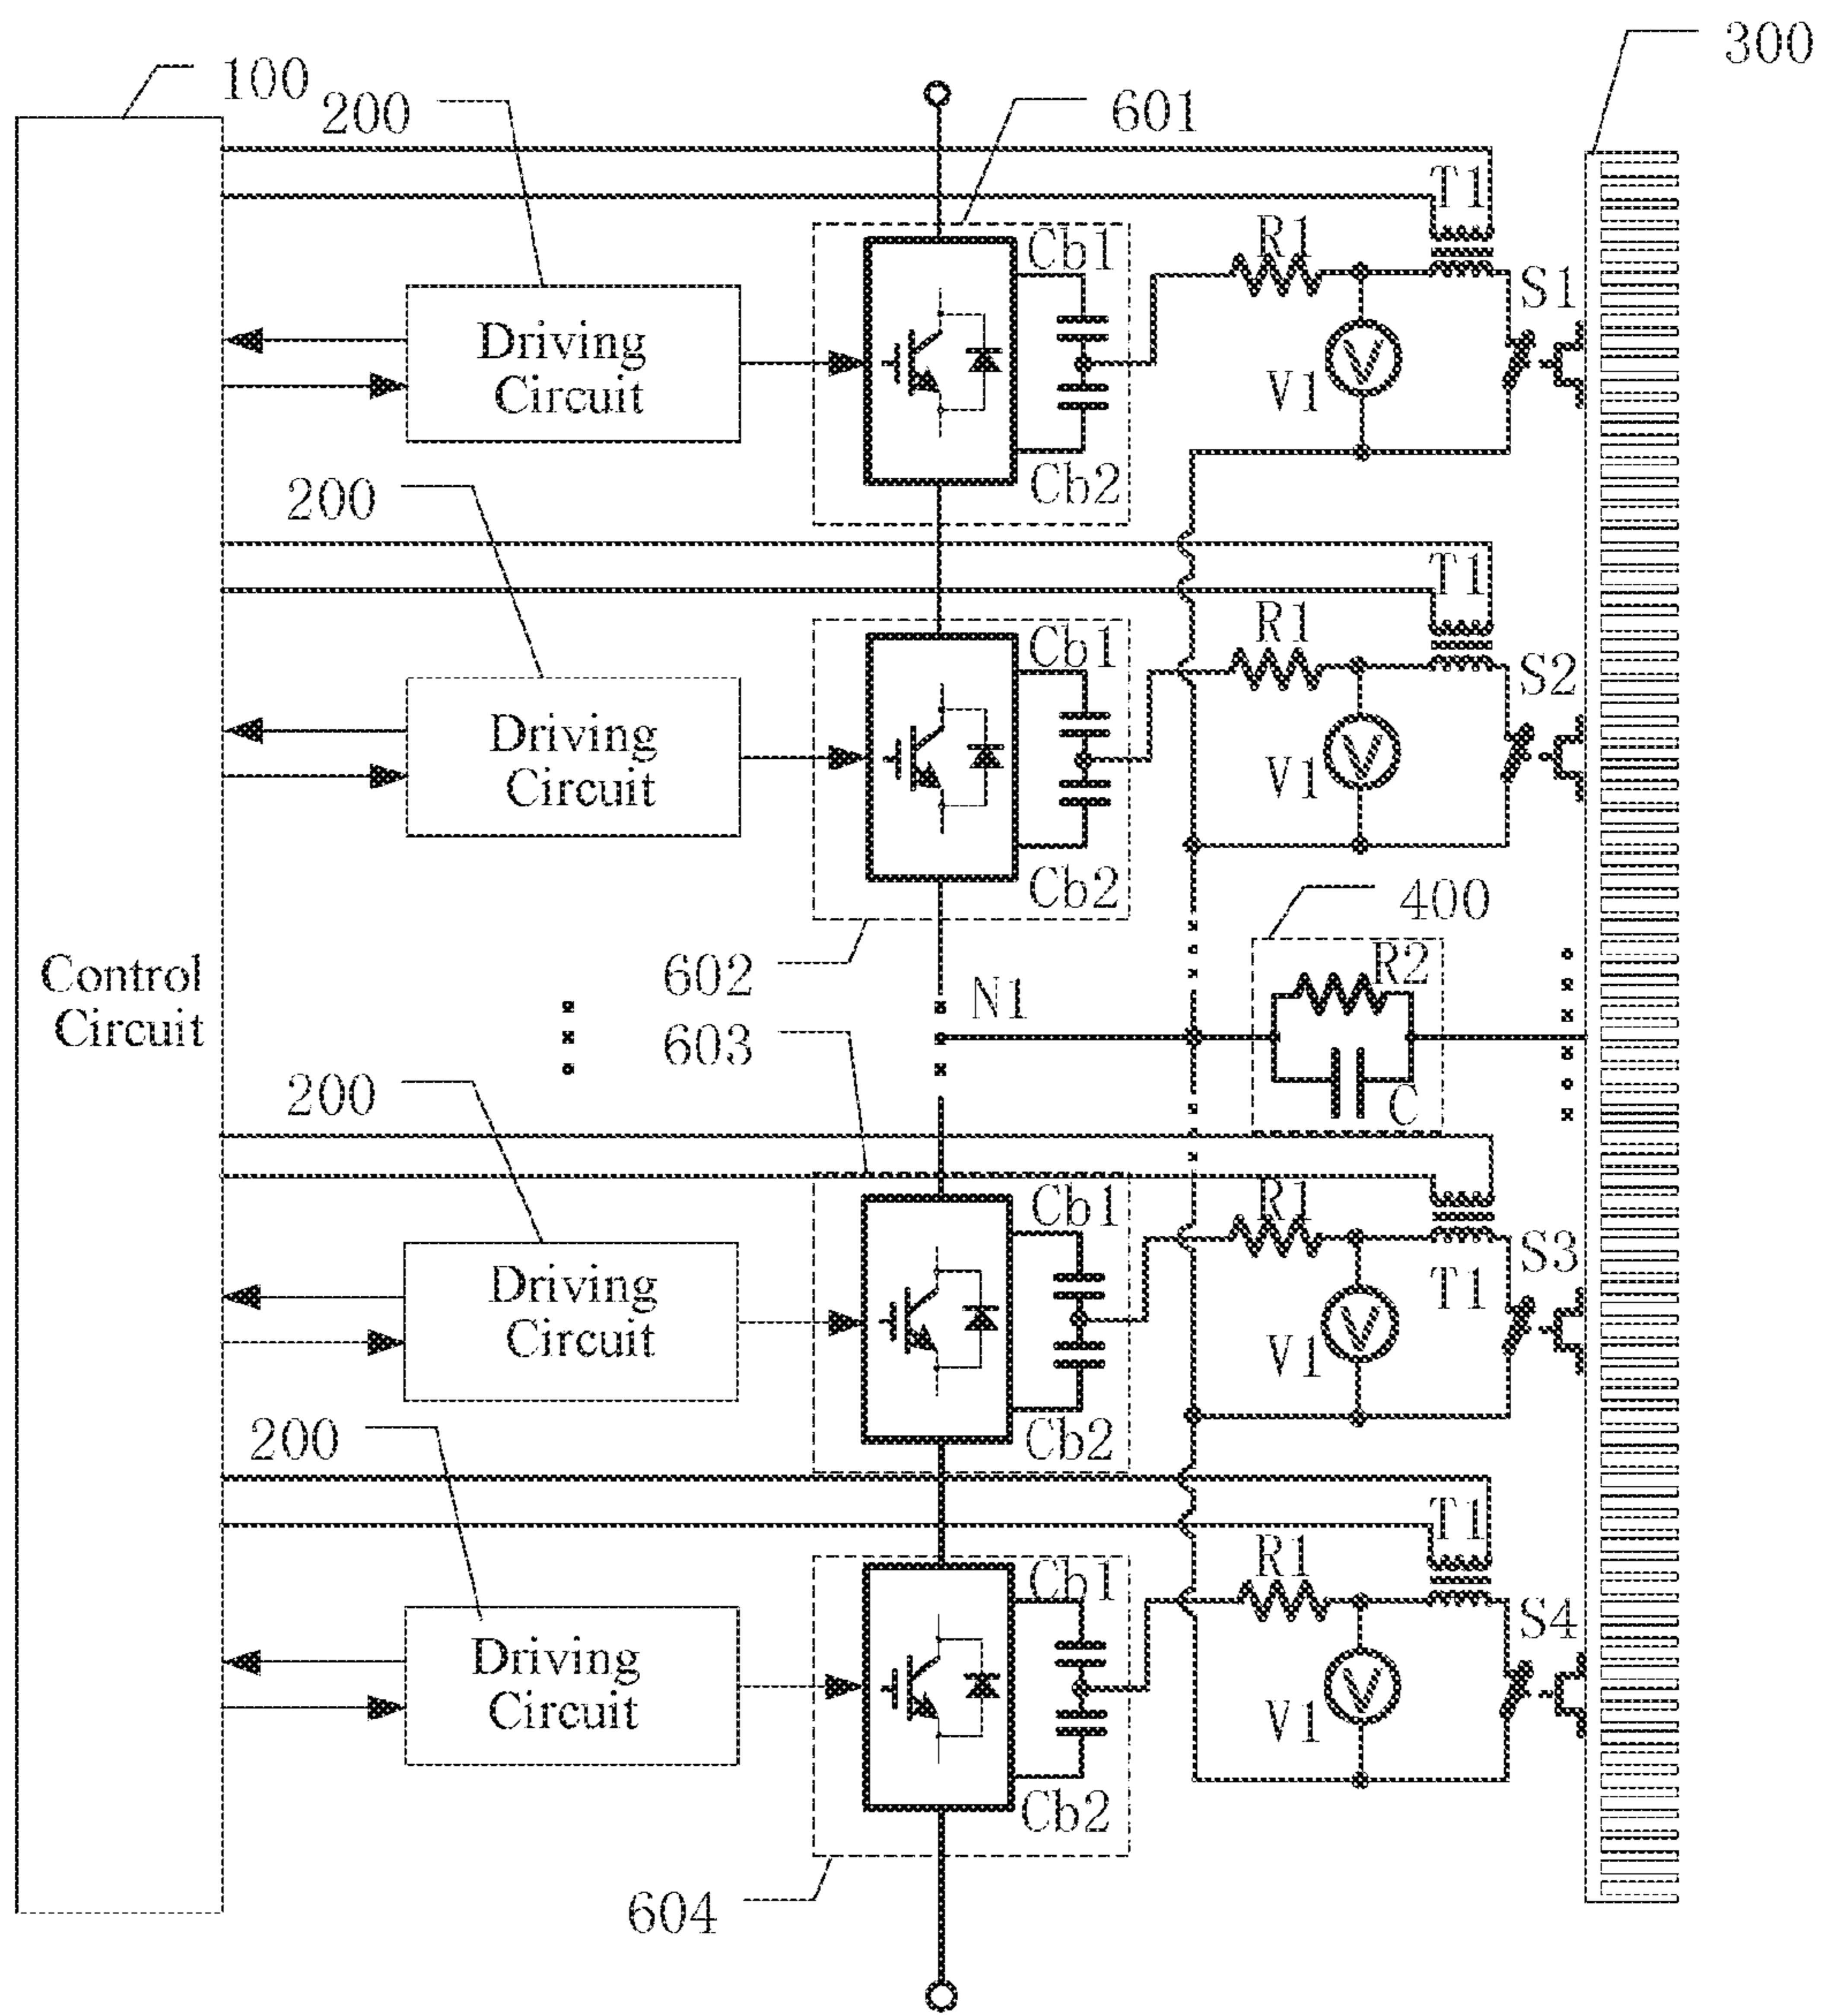 300
100
200
601
T1
Cb1
R1
S1
Driving
Circuit
V1
Cb2
200
T1
R1
Cb1
S2
Driving
Circuit
V1
Cb2
400
R2
Control
Circuit
602
N1
603
C
200
Cb1
R1
S3
Driving
Circuit
T1
V1
200
Cb2
T1
R1
Cb1
S4
Driving
Circuit
V1
Cb2
604